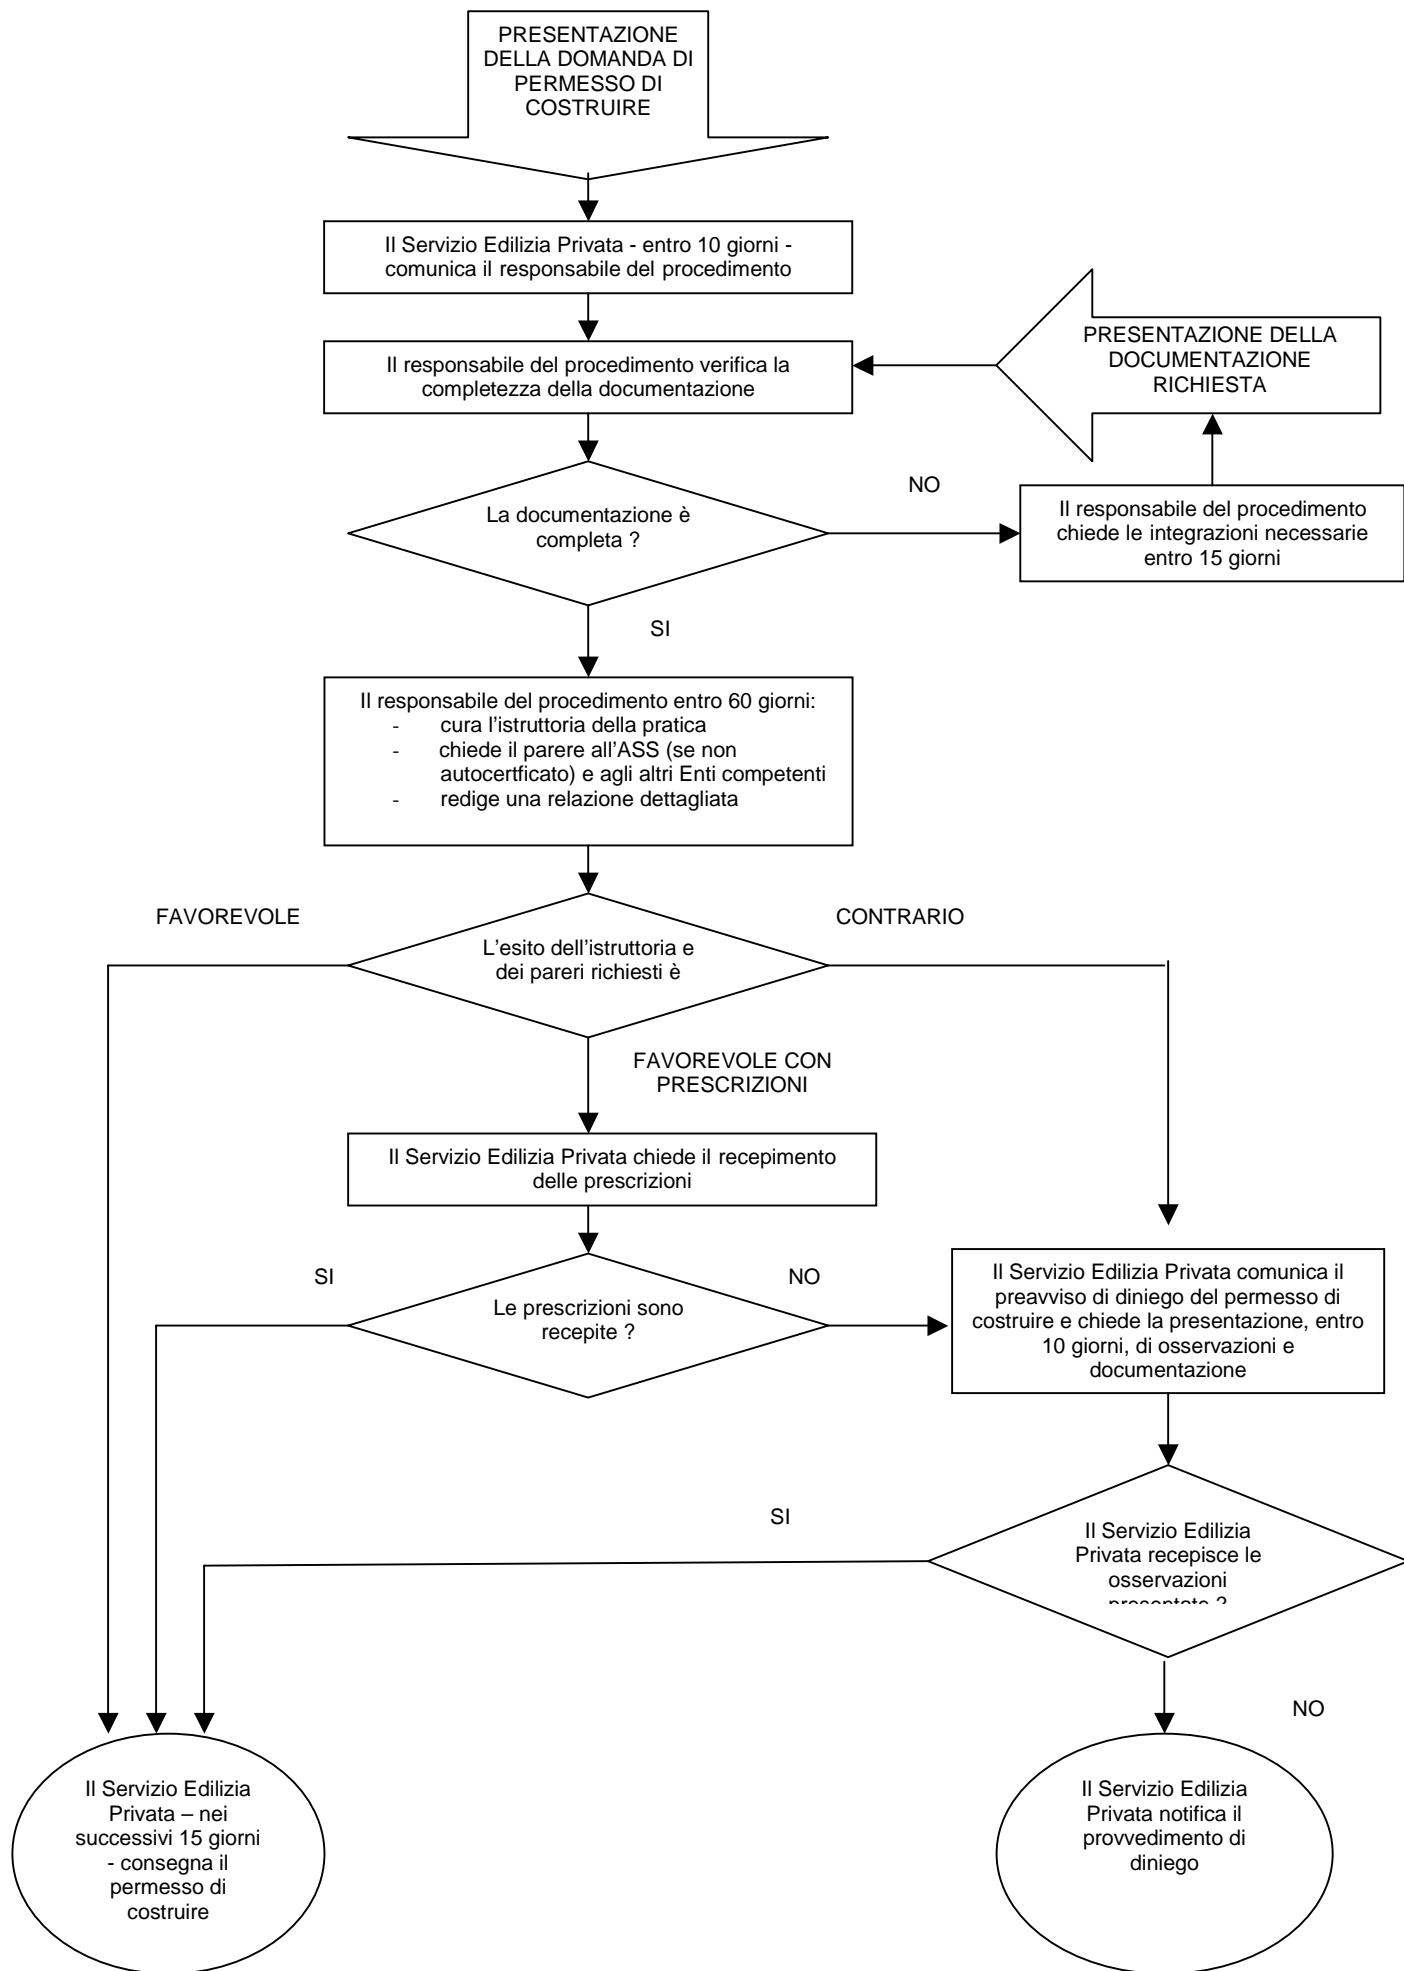 PRESENTAZIONE
DELLA DOMANDA DI
PERMESSO DI
COSTRUIRE
Il Servizio Edilizia Privata - entro 10 giorni -
comunica il responsabile del procedimento
PRESENTAZIONE DELLA
DOCUMENTAZIONE
RICHIESTA
Il responsabile del procedimento verifica la
completezza della documentazione
NO
La documentazione è
completa ?
Il responsabile del procedimento
chiede le integrazioni necessarie
entro 15 giorni
SI
Il responsabile del procedimento entro 60 giorni:
- cura l'istruttoria della pratica
- chiede il parere all'ASS (se non
autocertficato) e agli altri Enti competenti
- redige una relazione dettagliata
FAVOREVOLE
CONTRARIO
L'esito dell'istruttoria e
dei pareri richiesti è
FAVOREVOLE CON
PRESCRIZIONI
Il Servizio Edilizia Privata chiede il recepimento
delle prescrizioni
SI
NO
Le prescrizioni sono
recepite ?
Il Servizio Edilizia Privata comunica il
preavviso di diniego del permesso di
costruire e chiede la presentazione, entro
10 giorni, di osservazioni e
documentazione
SI
Il Servizio Edilizia
Privata recepisce le
osservazioni
presentate ?
NO
Il Servizio Edilizia
Privata – nei
successivi 15 giorni
- consegna il
permesso di
costruire
Il Servizio Edilizia
Privata notifica il
provvedimento di
diniego